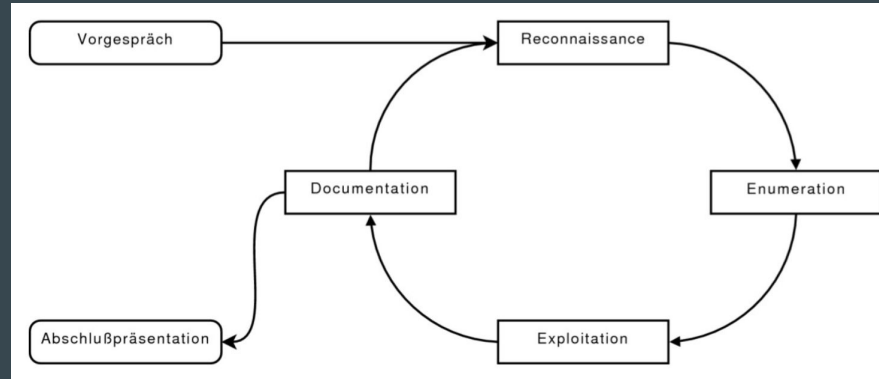 Vorgespräch
Reconnaissance
Documentation
Enumeration
Abschlußpräsentation
Exploitation